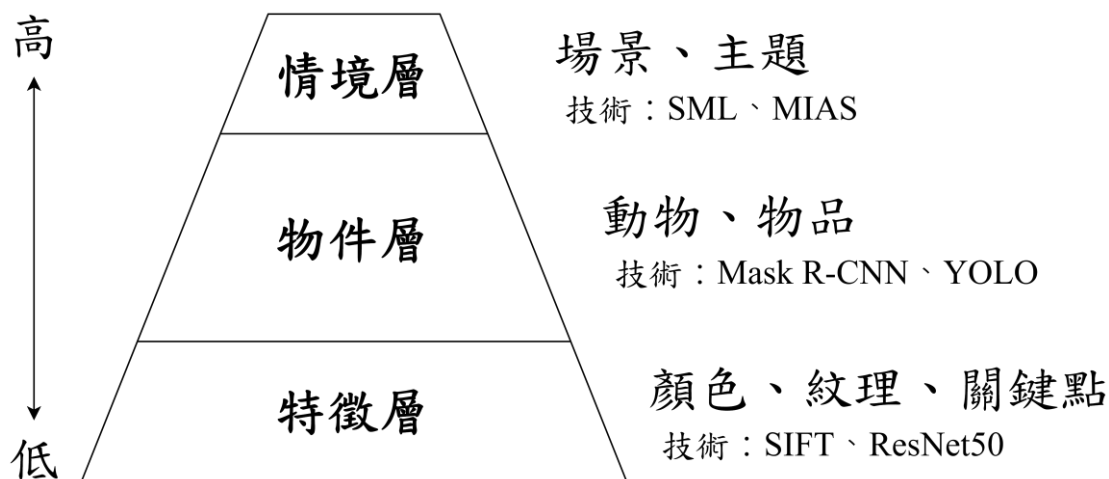 高
情境層
場景、主題
技術：SML、MIAS
物件層
動物、物品
技術：Mask R-CNN、YOLO
特徵層
顏色、紋理、關鍵點
技術：SIFT、ResNet50
低